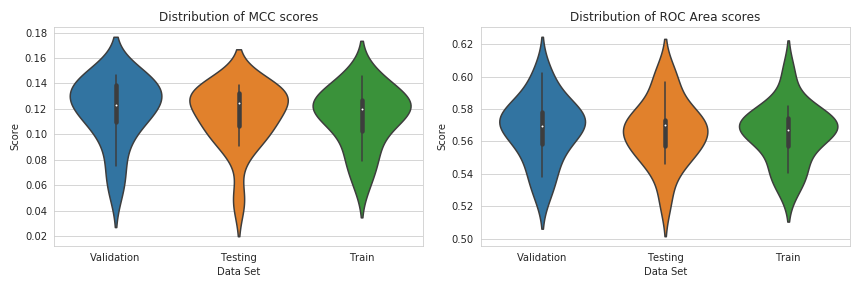 Distribution of MCC scores
0.18
0.16
0.14
0.12
0.10
0.08
0.06
0.04
0.02
Score
Validation
Testing
Train
Data Set
Distribution of ROC Area scores
0.62
0.60
0.58
0.56
0.54
0.52
0.50
Score
Validation
Testing
Train
Data Set